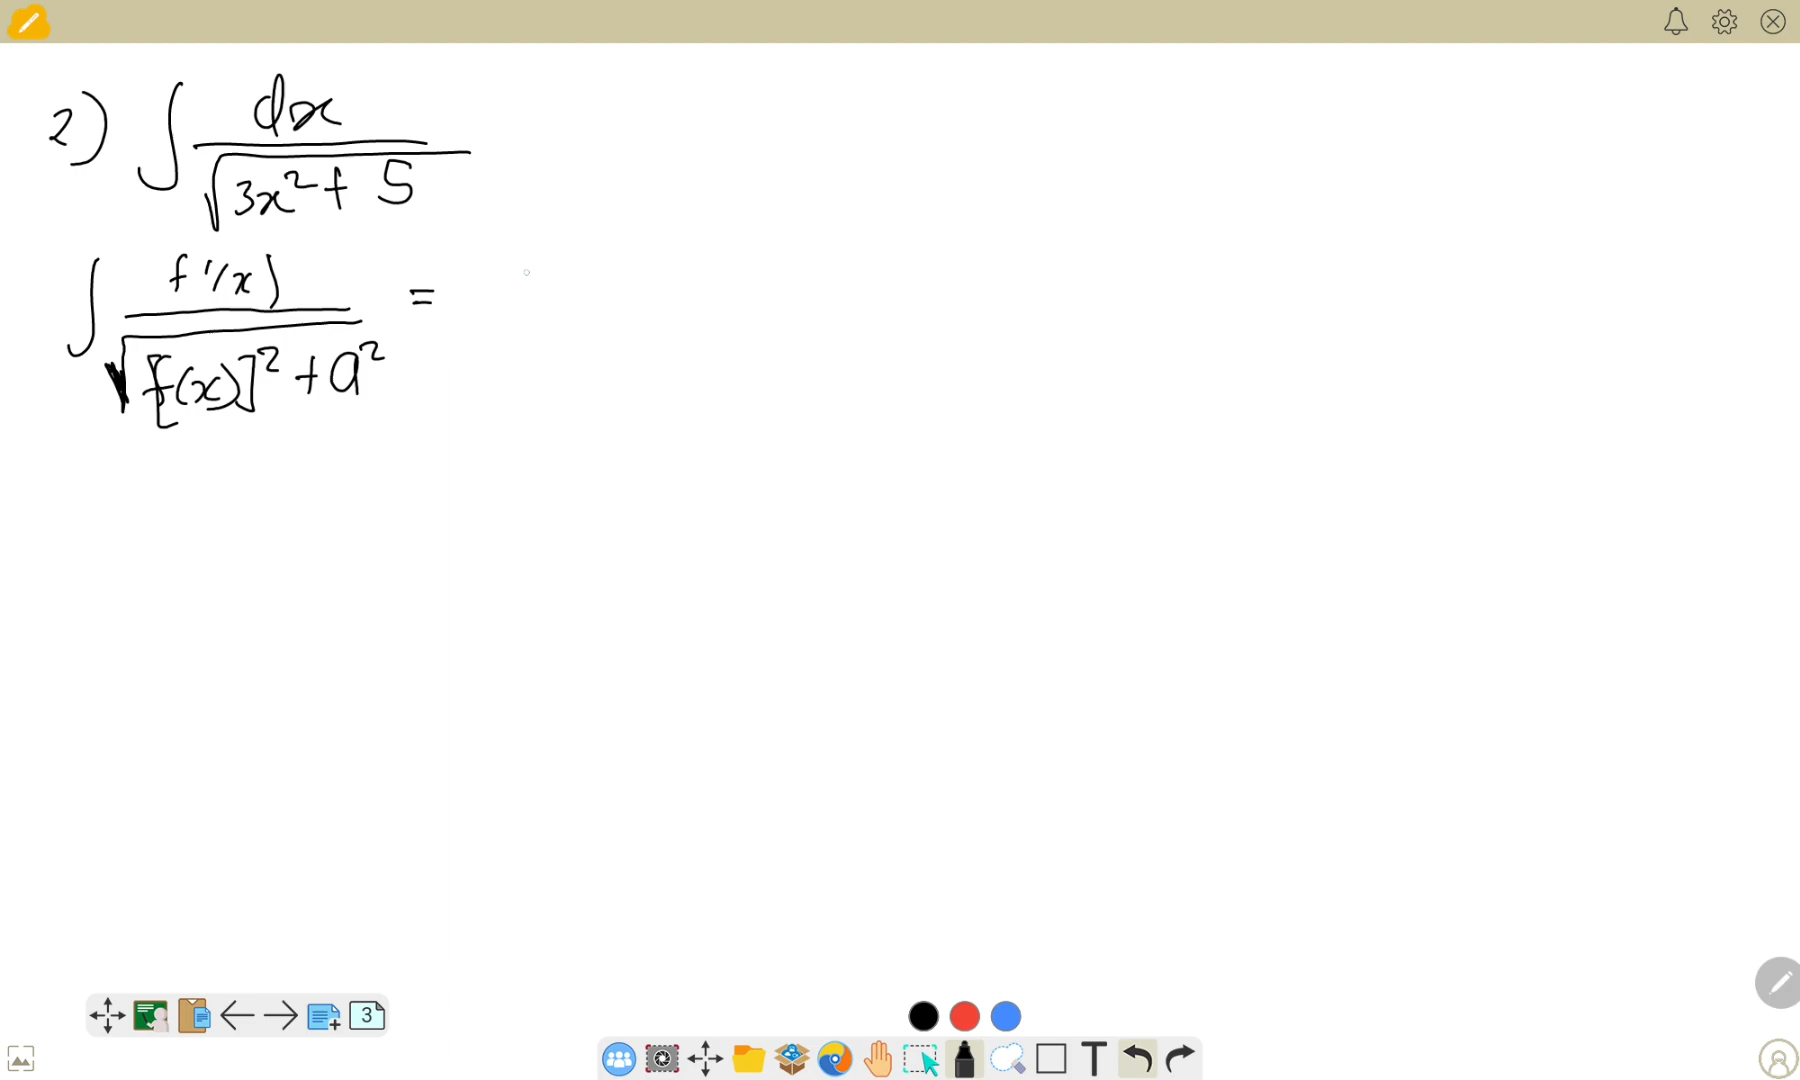 2) ∫ dx / √(3x² + 5)
∫ f'(x) / √([f(x)]² + a²) =
3
T